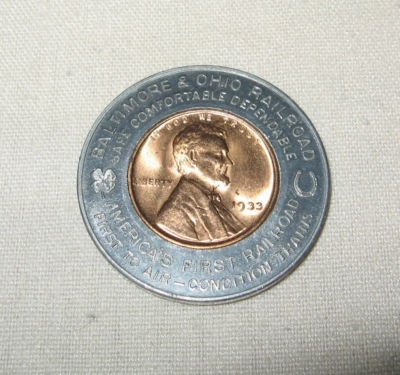 BALTIMORE & OHIO RAILROAD
SAFE COMFORTABLE DEPENDABLE
IN GOD WE TRUST
LIBERTY
1933
AMERICA'S FIRST RAILROAD
FIRST TO AIR-CONDITION TRAINS